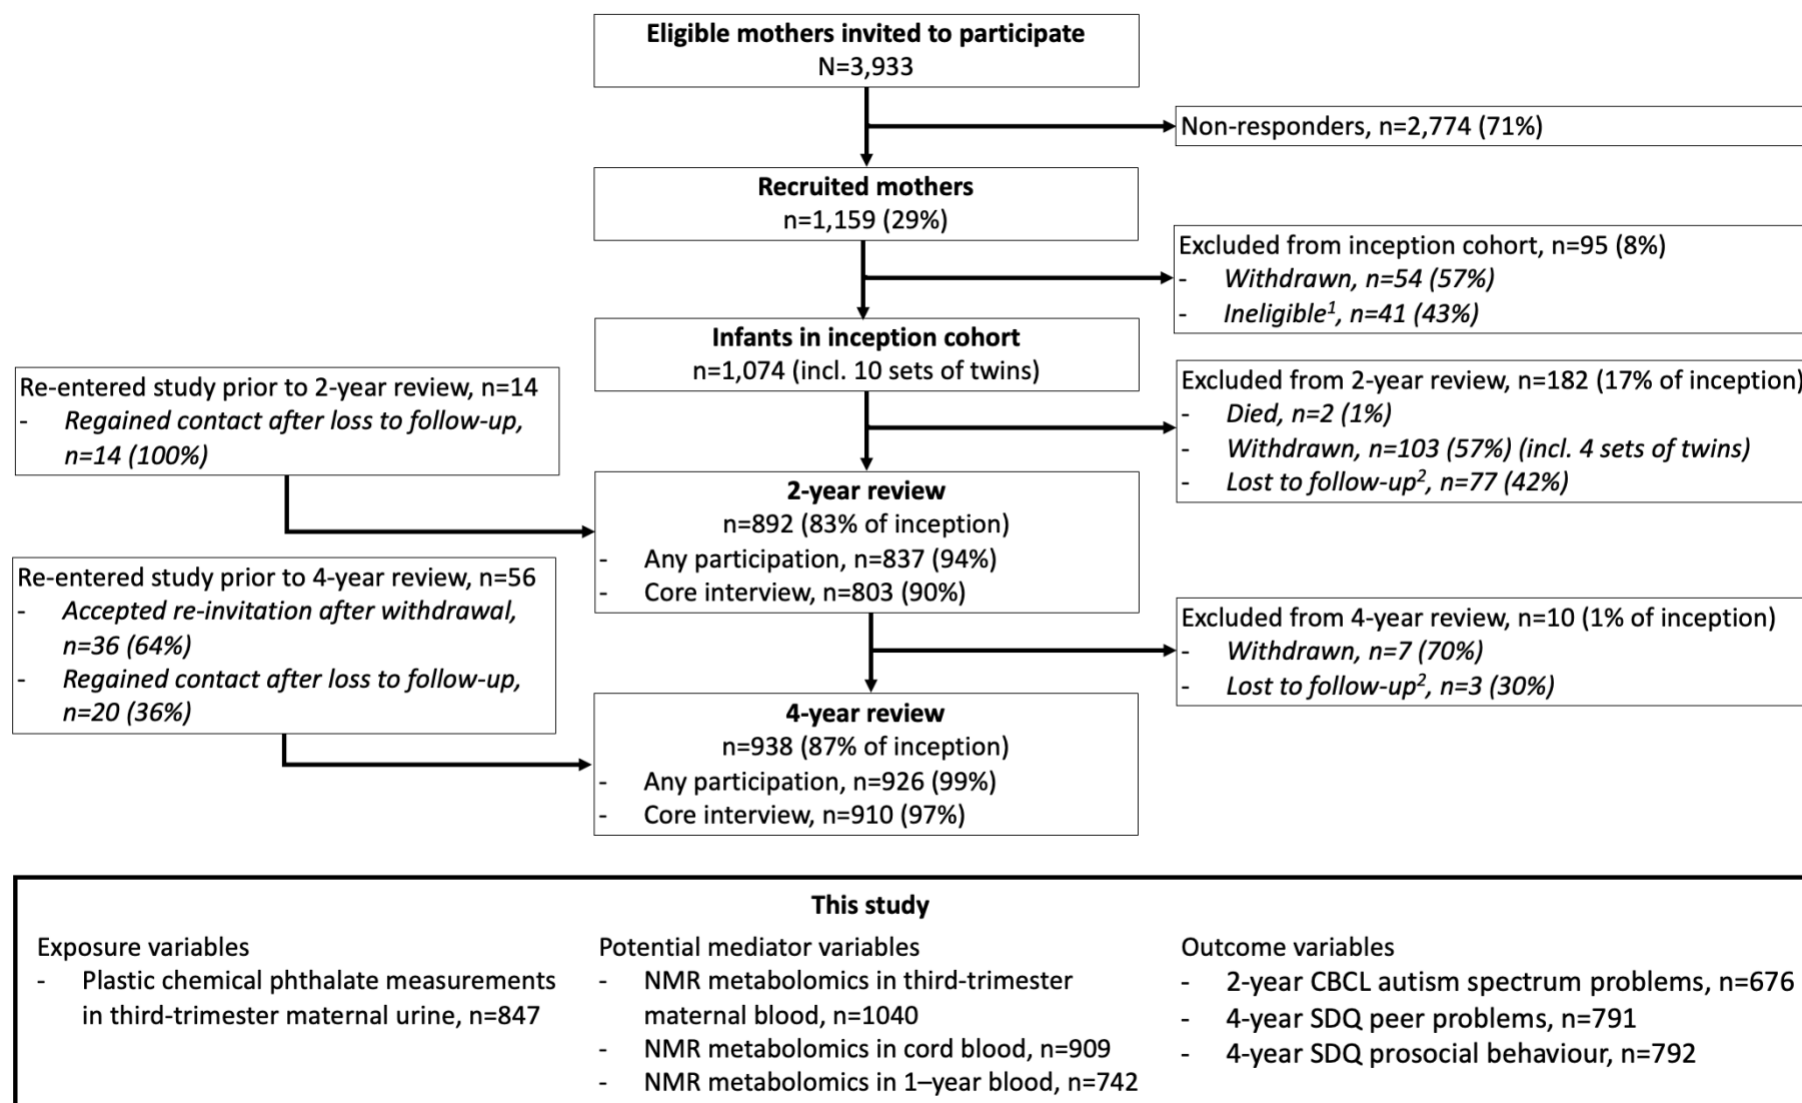 Eligible mothers invited to participate
N=3,933
Non-responders, n=2,774 (71%)
Recruited mothers
n=1,159 (29%)
Excluded from inception cohort, n=95 (8%)
- Withdrawn, n=54 (57%)
- Ineligible¹, n=41 (43%)
Infants in inception cohort
n=1,074 (incl. 10 sets of twins)
Re-entered study prior to 2-year review, n=14
- Regained contact after loss to follow-up,
n=14 (100%)
Excluded from 2-year review, n=182 (17% of inception)
- Died, n=2 (1%)
- Withdrawn, n=103 (57%) (incl. 4 sets of twins)
- Lost to follow-up², n=77 (42%)
2-year review
n=892 (83% of inception)
- Any participation, n=837 (94%)
- Core interview, n=803 (90%)
Re-entered study prior to 4-year review, n=56
- Accepted re-invitation after withdrawal,
n=36 (64%)
- Regained contact after loss to follow-up,
n=20 (36%)
Excluded from 4-year review, n=10 (1% of inception)
- Withdrawn, n=7 (70%)
- Lost to follow-up², n=3 (30%)
4-year review
n=938 (87% of inception)
- Any participation, n=926 (99%)
- Core interview, n=910 (97%)
This study
Exposure variables
- Plastic chemical phthalate measurements
in third-trimester maternal urine, n=847
Potential mediator variables
- NMR metabolomics in third-trimester
maternal blood, n=1040
- NMR metabolomics in cord blood, n=909
- NMR metabolomics in 1–year blood, n=742
Outcome variables
- 2-year CBCL autism spectrum problems, n=676
- 4-year SDQ peer problems, n=791
- 4-year SDQ prosocial behaviour, n=792